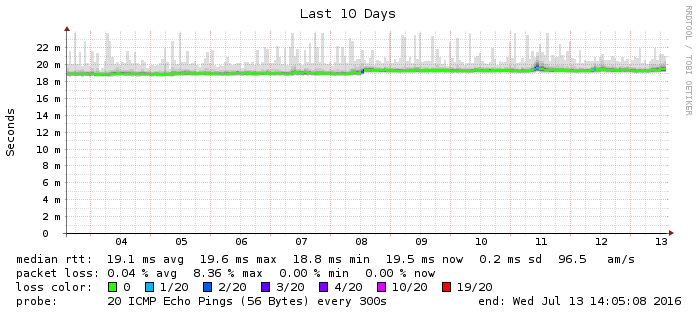 Last 10 Days
RRDTOOL / TOBI OETIKER
Seconds
22 m
20 m
18 m
16 m
14 m
12 m
10 m
8 m
6 m
4 m
2 m
0
04 05 06 07 08 09 10 11 12 13
median rtt: 19.1 ms avg 19.6 ms max 18.8 ms min 19.5 ms now 0.2 ms sd 96.5 am/s
packet loss: 0.04 % avg 8.36 % max 0.00 % min 0.00 % now
loss color: 0 1/20 2/20 3/20 4/20 10/20 19/20
probe: 20 ICMP Echo Pings (56 Bytes) every 300s end: Wed Jul 13 14:05:08 2016